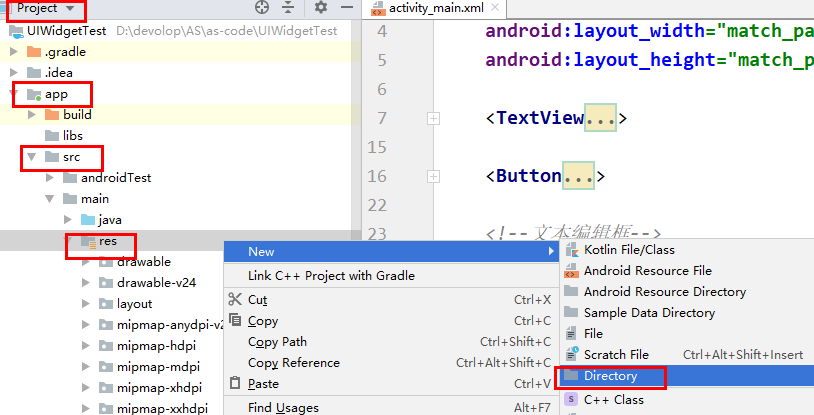 Project
activity_main.xml
UIWidgetTest D:\devolop\AS\as-code\UIWidgetTest
.gradle
.idea
app
build
libs
src
androidTest
main
java
res
drawable
drawable-v24
layout
mipmap-anydpi-v2
mipmap-hdpi
mipmap-mdpi
mipmap-xhdpi
mipmap-xxhdpi
4 android:layout_width="match_pa
5 android:layout_height="match_p
6
7 <TextView...>
15
16 <Button...>
22
23 <!--文本编辑框-->
New
Link C++ Project with Gradle
Cut Ctrl+X
Copy Ctrl+C
Copy Path Ctrl+Shift+C
Copy Reference Ctrl+Alt+Shift+C
Paste Ctrl+V
Find Usages Alt+F7
Kotlin File/Class
Android Resource File
Android Resource Directory
Sample Data Directory
File
Scratch File Ctrl+Alt+Shift+Insert
Directory
C++ Class